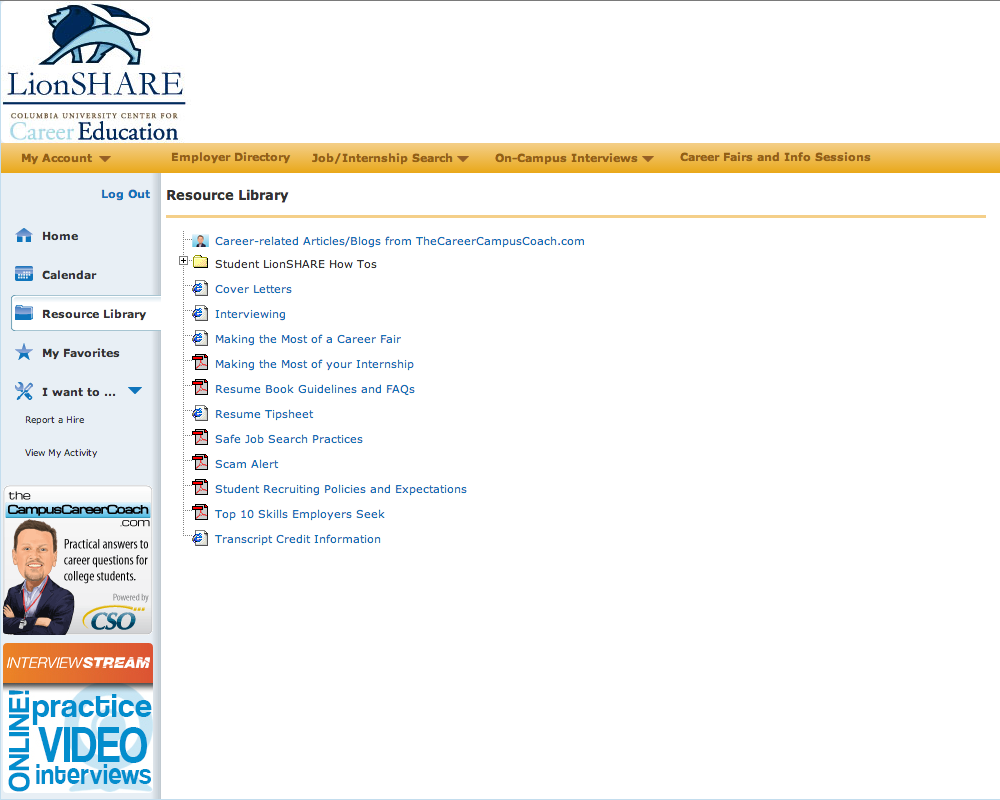 LionSHARE
COLUMBIA UNIVERSITY CENTER FOR
Career Education
My Account
Employer Directory
Job/Internship Search
On-Campus Interviews
Career Fairs and Info Sessions
Log Out
Home
Calendar
Resource Library
My Favorites
I want to ...
Report a Hire
View My Activity
the
CampusCareerCoach
.com
Practical answers to
career questions for
college students.
Powered by
CSO
INTERVIEWSTREAM
ONLINE!
practice
VIDEO
interviews
Resource Library
Career-related Articles/Blogs from TheCareerCampusCoach.com
Student LionSHARE How Tos
Cover Letters
Interviewing
Making the Most of a Career Fair
Making the Most of your Internship
Resume Book Guidelines and FAQs
Resume Tipsheet
Safe Job Search Practices
Scam Alert
Student Recruiting Policies and Expectations
Top 10 Skills Employers Seek
Transcript Credit Information